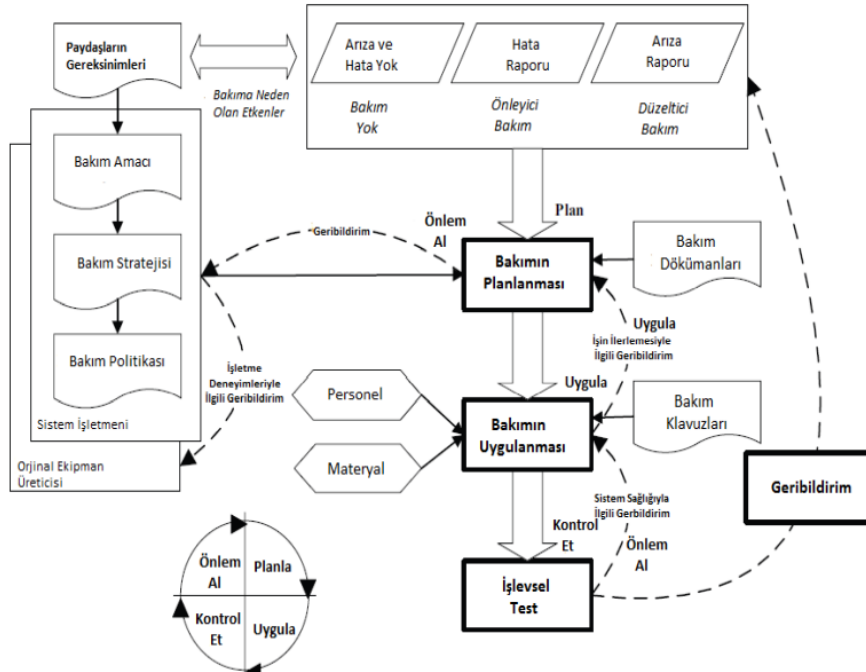 Paydaşların
Gereksinimleri
Bakıma Neden
Olan Etkenler
Arıza ve
Hata Yok
Hata
Raporu
Arıza
Raporu
Bakım
Yok
Önleyici
Bakım
Düzeltici
Bakım
Bakım Amacı
Bakım Stratejisi
Bakım Politikası
Sistem İşletmeni
Orjinal Ekipman
Üreticisi
Geribildirim
Önlem
Al
Plan
Bakımın
Planlanması
Bakım
Dökümanları
İşletme
Deneyimleriyle
İlgili Geribildirim
Uygula
İşin İlerlemesiyle
İlgili Geribildirim
Uygula
Personel
Materyal
Bakımın
Uygulanması
Bakım
Klavuzları
Geribildirim
Sistem Sağlığıyla
İlgili Gerbildirim
Kontrol
Et
Önlem
Al
İşlevsel
Test
Önlem
Al
Planla
Kontrol
Et
Uygula